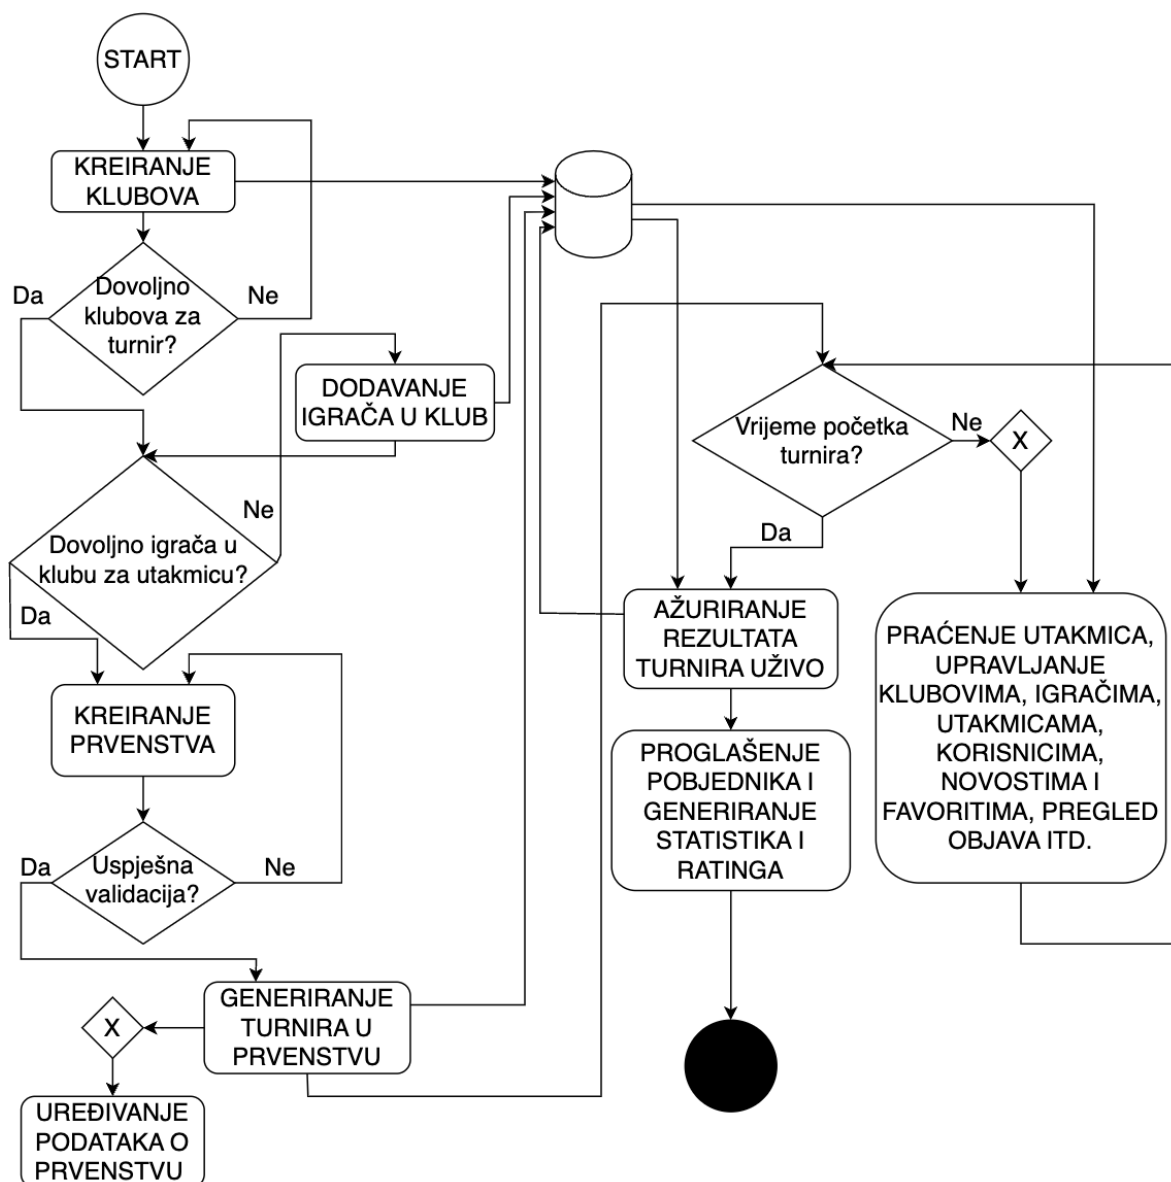 START
KREIRANJE
KLUBOVA
Da
Dovoljno
klubova za
turnir?
Ne
DODAVANJE
IGRAČA U KLUB
Ne
Dovoljno igrača u
klubu za utakmicu?
Da
KREIRANJE
PRVENSTVA
Da
Uspješna
validacija?
Ne
GENERIRANJE
TURNIRA U
PRVENSTVU
X
UREĐIVANJE
PODATAKA O
PRVENSTVU
Vrijeme početka
turnira?
Ne
X
Da
AŽURIRANJE
REZULTATA
TURNIRA UŽIVO
PROGLAŠENJE
POBJEDNIKA I
GENERIRANJE
STATISTIKA I
RATINGA
PRAĆENJE UTAKMICA,
UPRAVLJANJE
KLUBOVIMA, IGRAČIMA,
UTAKMICAMA,
KORISNICIMA,
NOVOSTIMA I
FAVORITIMA, PREGLED
OBJAVA ITD.